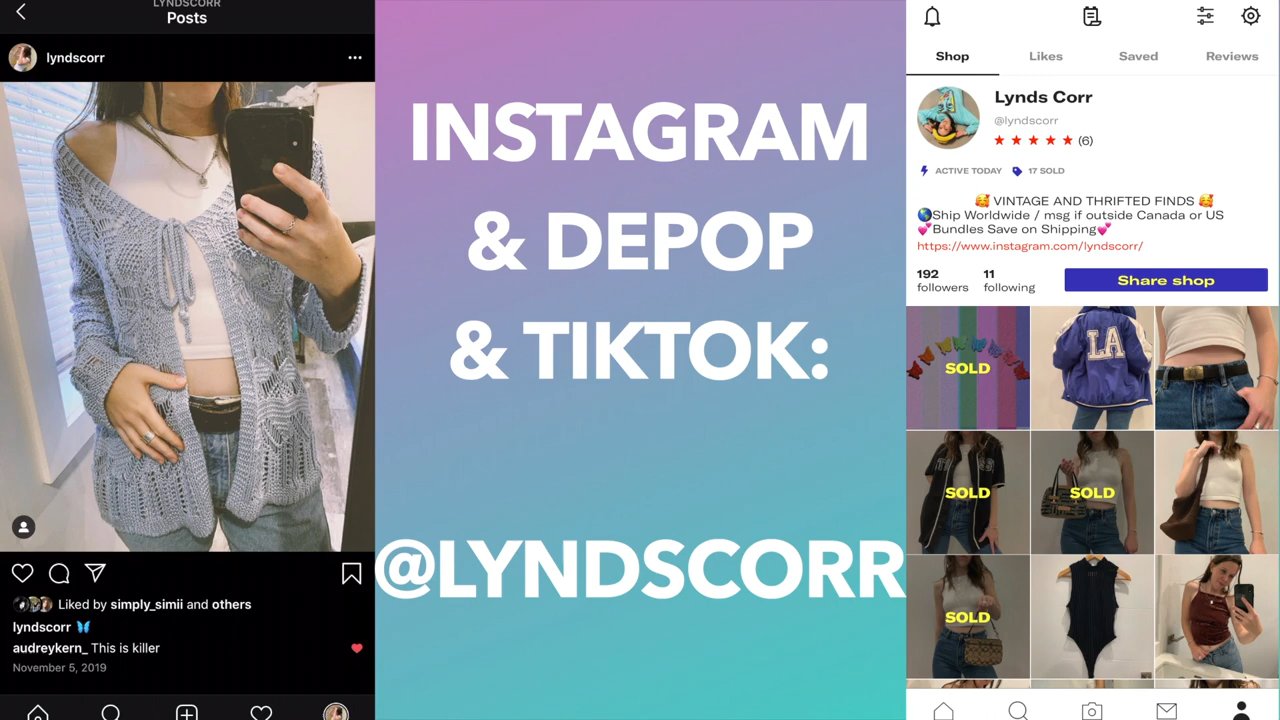 LYNDSCORR
Posts
lyndscorr
Liked by simply_simii and others
lyndscorr 🦋
audreykern_ This is killer
November 5, 2019
INSTAGRAM
& DEPOP
& TIKTOK:
@LYNDSCORR
Shop Likes Saved Reviews
Lynds Corr
@lyndscorr
★ ★ ★ ★ ★ (6)
ACTIVE TODAY 17 SOLD
🥰 VINTAGE AND THRIFTED FINDS 🥰
🌎Ship Worldwide / msg if outside Canada or US
💕Bundles Save on Shipping💕
https://www.instagram.com/lyndscorr/
192 11
followers following
Share shop
SOLD
LA
SOLD
SOLD
SOLD